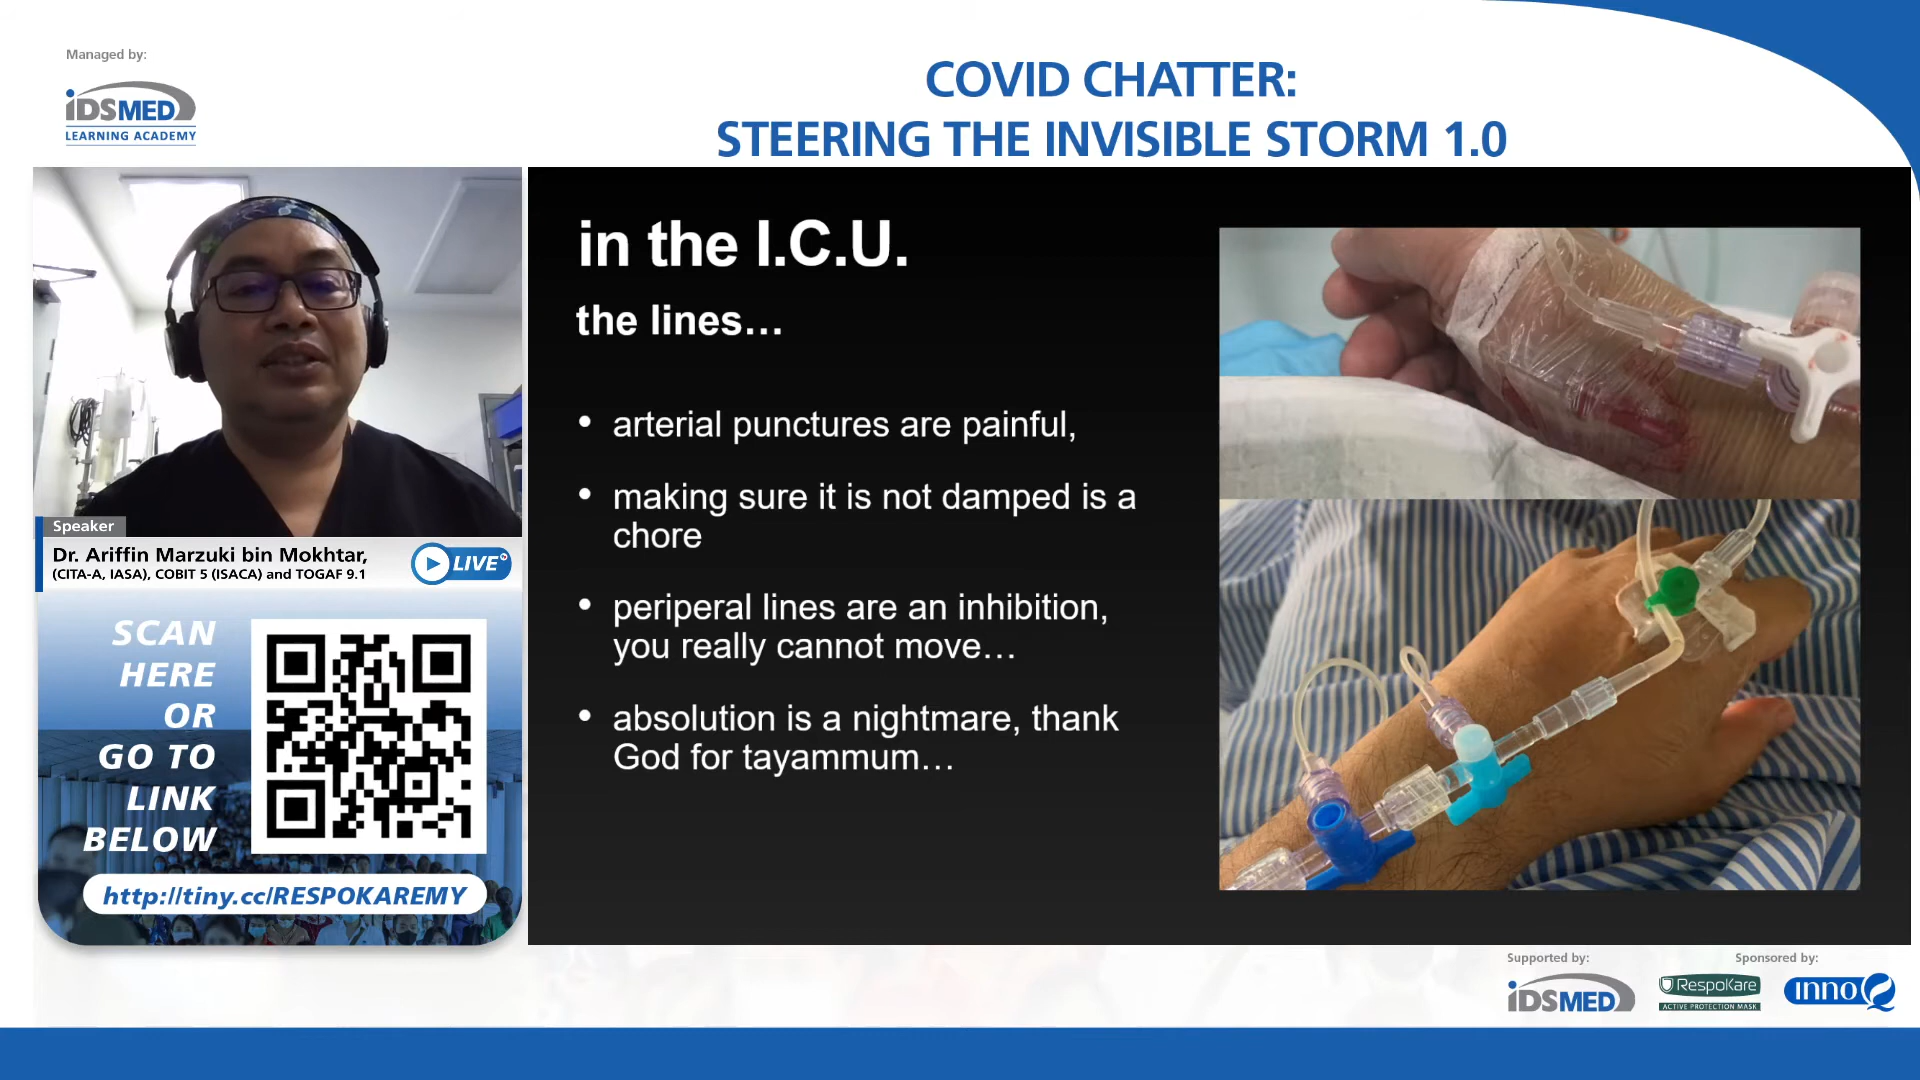 Managed by:
iDSMED
LEARNING ACADEMY
COVID CHATTER:
STEERING THE INVISIBLE STORM 1.0
Speaker
Dr. Ariffin Marzuki bin Mokhtar,
(CITA-A, IASA), COBIT 5 (ISACA) and TOGAF 9.1
LIVE
SCAN
HERE
OR
GO TO
LINK
BELOW
http://tiny.cc/RESPOKAREMY
in the I.C.U.
the lines…
• arterial punctures are painful,
• making sure it is not damped is a
chore
• periperal lines are an inhibition,
you really cannot move…
• absolution is a nightmare, thank
God for tayammum…
Supported by:
iDSMED
Sponsored by:
RespoKare
ACTIVE PROTECTION MASK
InnoQ